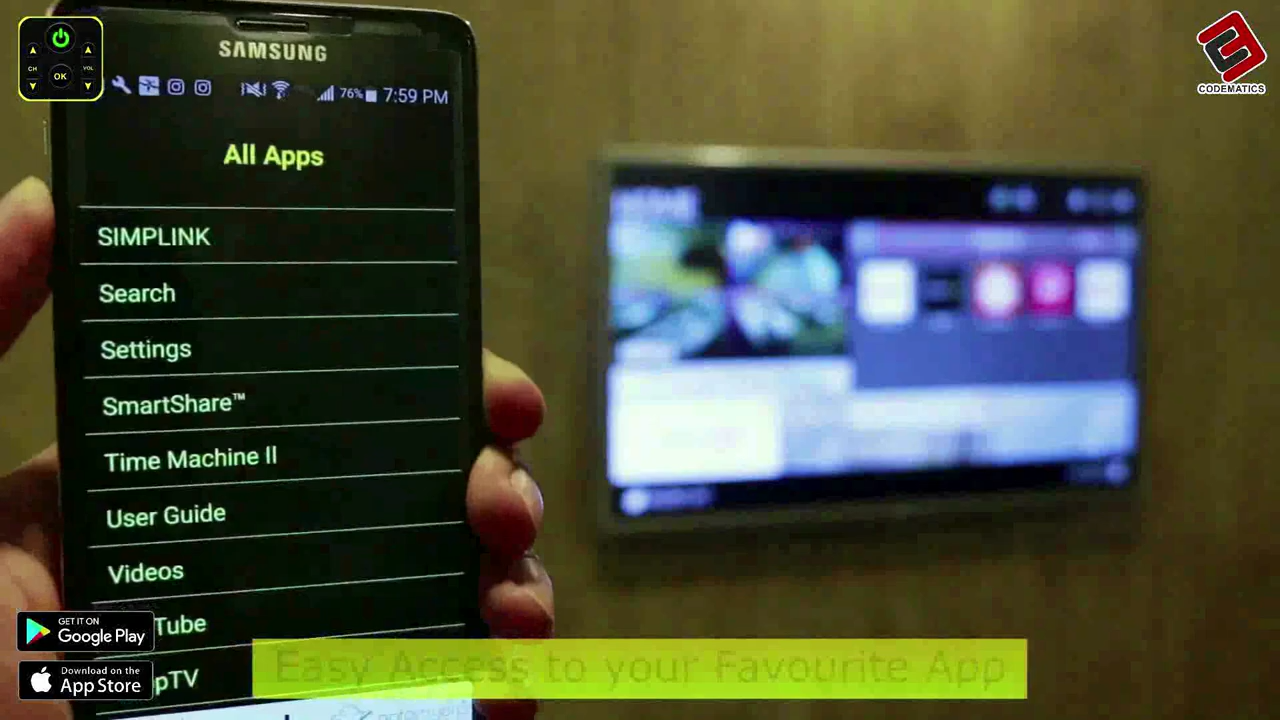 SAMSUNG
CH
OK
VOL
76%
7:59 PM
CODEMATICS
All Apps
SIMPLINK
Search
Settings
SmartShare™
Time Machine II
User Guide
Videos
Tube
pTV
GET IT ON
Google Play
Download on the
App Store
Easy Access to your Favourite App